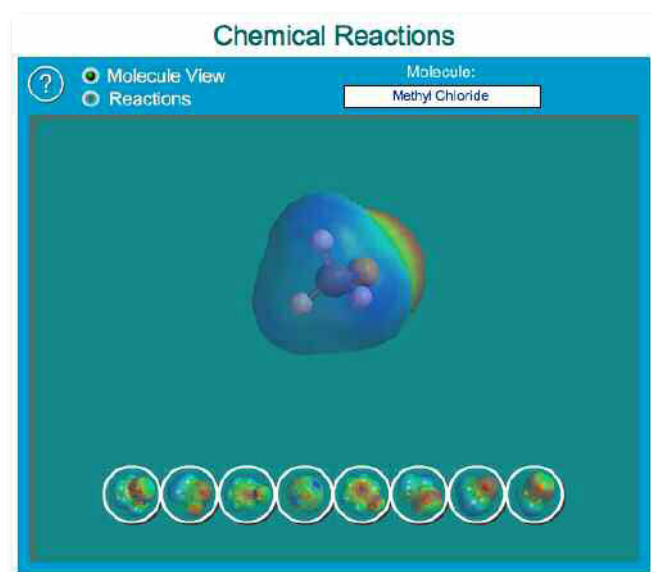 Chemical Reactions
?
Molecule View
Reactions
Molecule:
Methyl Chloride